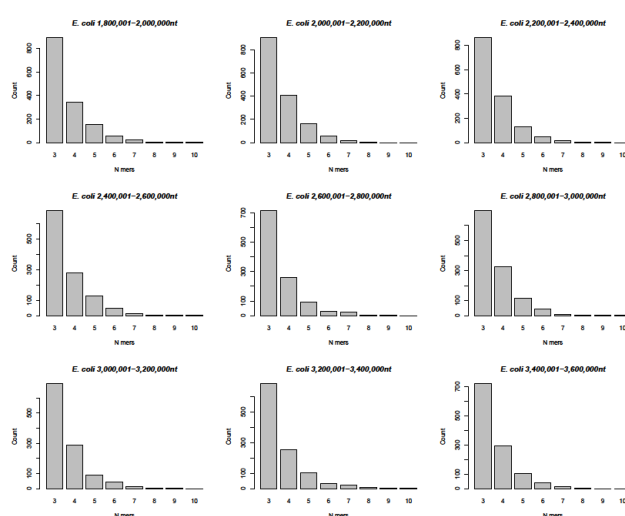 E. coli 1,800,001−2,000,000nt
Count
800
600
400
200
0
3 4 5 6 7 8 9 10
N mers
E. coli 2,000,001−2,200,000nt
Count
800
600
400
200
0
3 4 5 6 7 8 9 10
N mers
E. coli 2,200,001−2,400,000nt
Count
800
600
400
200
0
3 4 5 6 7 8 9 10
N mers
E. coli 2,400,001−2,600,000nt
Count
500
300
100
0
3 4 5 6 7 8 9 10
N mers
E. coli 2,600,001−2,800,000nt
Count
700
500
300
100
0
3 4 5 6 7 8 9 10
N mers
E. coli 2,800,001−3,000,000nt
Count
500
300
100
0
3 4 5 6 7 8 9 10
N mers
E. coli 3,000,001−3,200,000nt
Count
500
300
100
0
3 4 5 6 7 8 9 10
N mers
E. coli 3,200,001−3,400,000nt
Count
500
300
100
0
3 4 5 6 7 8 9 10
N mers
E. coli 3,400,001−3,600,000nt
Count
700
500
300
100
0
3 4 5 6 7 8 9 10
N mers